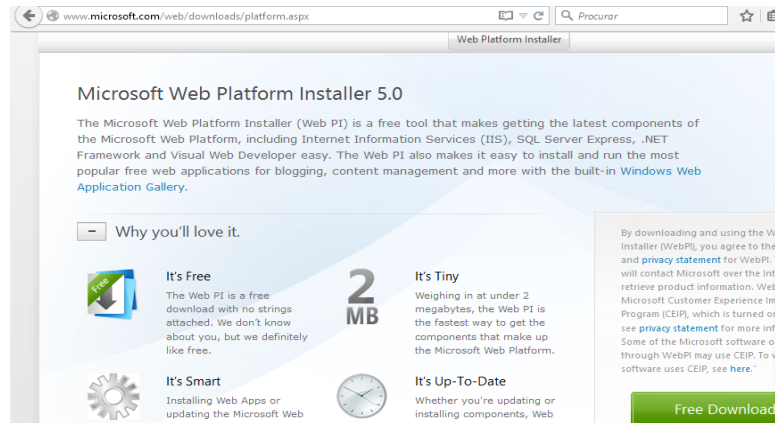 www.microsoft.com/web/downloads/platform.aspx
Procurar
Web Platform Installer
Microsoft Web Platform Installer 5.0
The Microsoft Web Platform Installer (Web PI) is a free tool that makes getting the latest components of
the Microsoft Web Platform, including Internet Information Services (IIS), SQL Server Express, .NET
Framework and Visual Web Developer easy. The Web PI also makes it easy to install and run the most
popular free web applications for blogging, content management and more with the built-in Windows Web
Application Gallery.
Why you'll love it.
Free
It's Free
The Web PI is a free
download with no strings
attached. We don't know
about you, but we definitely
like free.
2
MB
It's Tiny
Weighing in at under 2
megabytes, the Web PI is
the fastest way to get the
components that make up
the Microsoft Web Platform.
It's Smart
Installing Web Apps or
updating the Microsoft Web
It's Up-To-Date
Whether you're updating or
installing components, Web
By downloading and using the W
Installer (WebPI), you agree to the
and privacy statement for WebPI.
will contact Microsoft over the Int
retrieve product information. Web
Microsoft Customer Experience Im
Program (CEIP), which is turned or
see privacy statement for more inf
Some of the Microsoft software o
through WebPI may use CEIP. To
software uses CEIP, see here."
Free Download